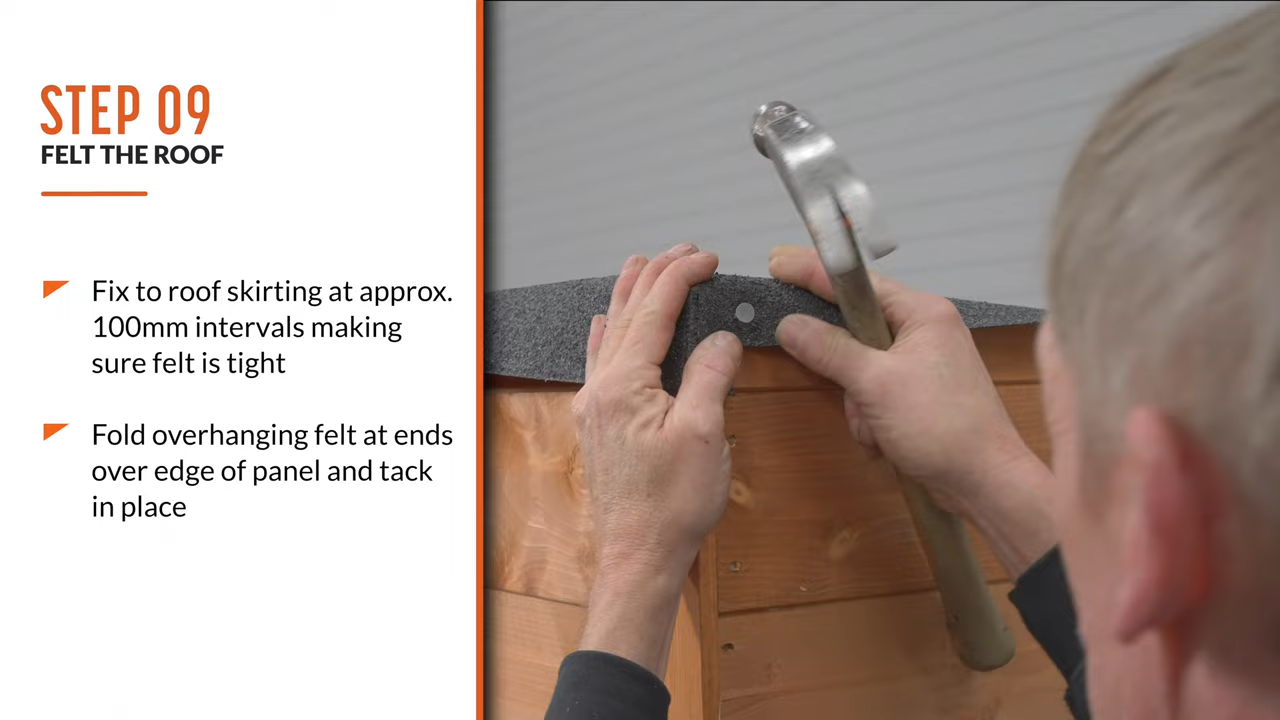 STEP 09
FELT THE ROOF
Fix to roof skirting at approx.
100mm intervals making
sure felt is tight
Fold overhanging felt at ends
over edge of panel and tack
in place